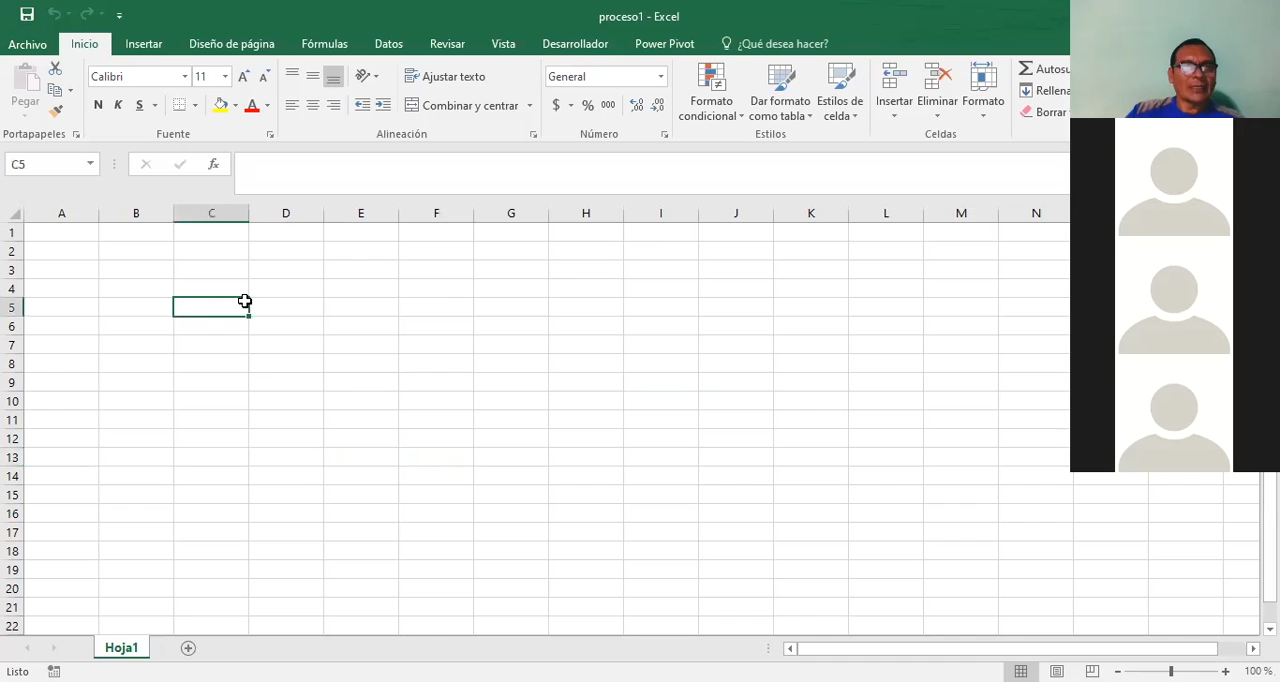 proceso1 - Excel
Archivo Inicio Insertar Diseño de página Fórmulas Datos Revisar Vista Desarrollador Power Pivot ¿Qué desea hacer?
Pegar
Calibri 11
N K S
Ajustar texto
Combinar y centrar
General
$ % 000
Formato condicional
Dar formato como tabla
Estilos de celda
Insertar Eliminar Formato
Autosu
Rellena
Borrar
Portapapeles Fuente Alineación Número Estilos Celdas
C5 fx
A B C D E F G H I J K L M N
1
2
3
4
5
6
7
8
9
10
11
12
13
14
15
16
17
18
19
20
21
22
Hoja1
Listo 100 %